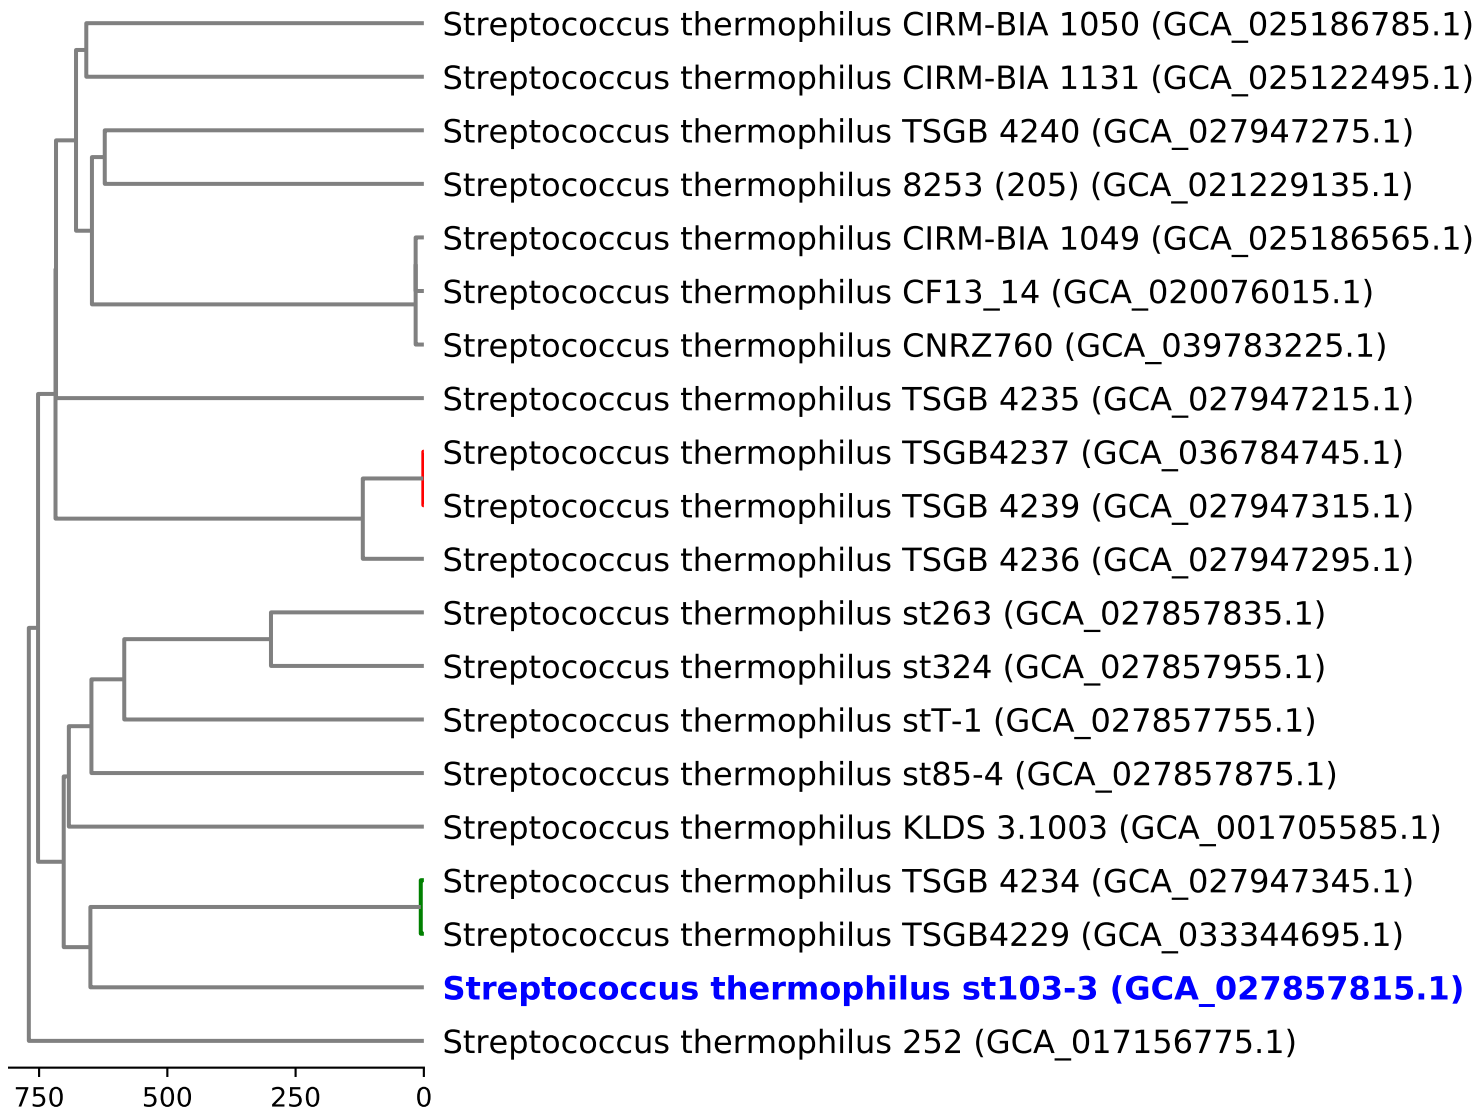 Streptococcus thermophilus CIRM-BIA 1050 (GCA_025186785.1)
Streptococcus thermophilus CIRM-BIA 1131 (GCA_025122495.1)
Streptococcus thermophilus TSGB 4240 (GCA_027947275.1)
Streptococcus thermophilus 8253 (205) (GCA_021229135.1)
Streptococcus thermophilus CIRM-BIA 1049 (GCA_025186565.1)
Streptococcus thermophilus CF13_14 (GCA_020076015.1)
Streptococcus thermophilus CNRZ760 (GCA_039783225.1)
Streptococcus thermophilus TSGB 4235 (GCA_027947215.1)
Streptococcus thermophilus TSGB4237 (GCA_036784745.1)
Streptococcus thermophilus TSGB 4239 (GCA_027947315.1)
Streptococcus thermophilus TSGB 4236 (GCA_027947295.1)
Streptococcus thermophilus st263 (GCA_027857835.1)
Streptococcus thermophilus st324 (GCA_027857955.1)
Streptococcus thermophilus stT-1 (GCA_027857755.1)
Streptococcus thermophilus st85-4 (GCA_027857875.1)
Streptococcus thermophilus KLDS 3.1003 (GCA_001705585.1)
Streptococcus thermophilus TSGB 4234 (GCA_027947345.1)
Streptococcus thermophilus TSGB4229 (GCA_033344695.1)
Streptococcus thermophilus st103-3 (GCA_027857815.1)
Streptococcus thermophilus 252 (GCA_017156775.1)
750 500 250 0